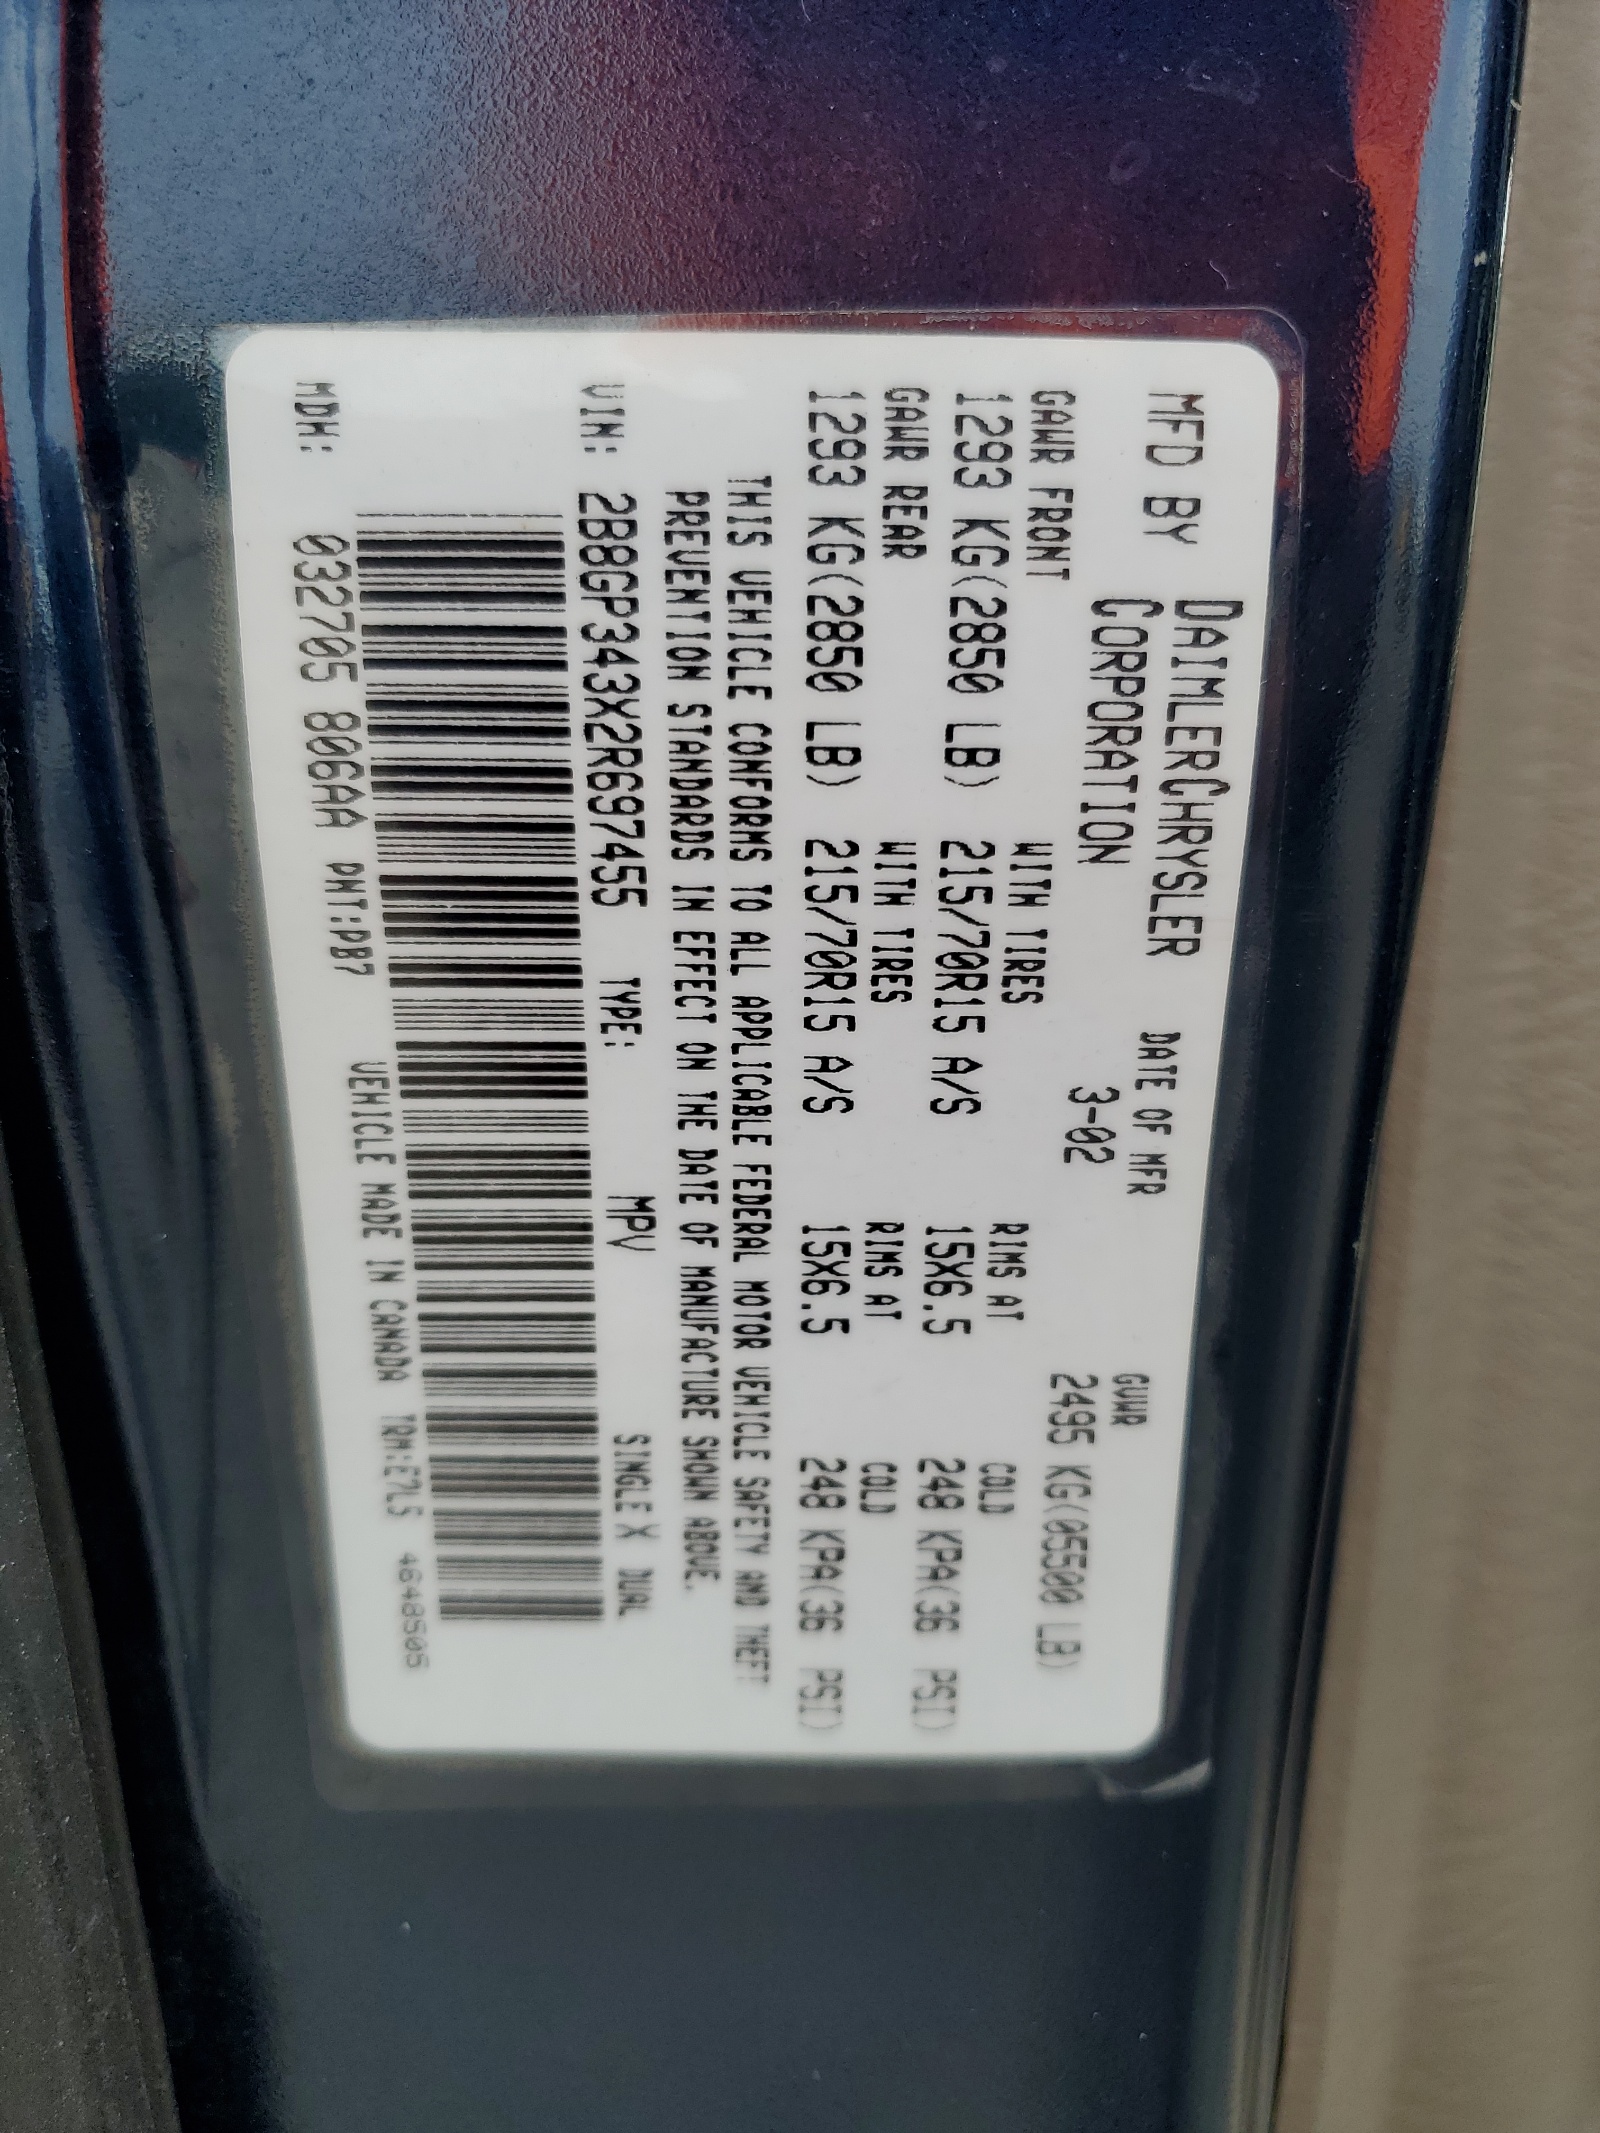 MFD BY DAIMLERCHRYSLER DATE OF MFR GVWR
CORPORATION 3-02 2495 KG(05500 LB)
GAWR FRONT WITH TIRES RIMS AT COLD
1293 KG(2850 LB) 215/70R15 A/S 15X6.5 248 KPA(36 PSI)
GAWR REAR WITH TIRES RIMS AT COLD
1293 KG(2850 LB) 215/70R15 A/S 15X6.5 248 KPA(36 PSI)
THIS VEHICLE CONFORMS TO ALL APPLICABLE FEDERAL MOTOR VEHICLE SAFETY AND THEFT
PREVENTION STANDARDS IN EFFECT ON THE DATE OF MANUFACTURE SHOWN ABOVE.
VIN: 2B8GP343X2R697455 TYPE: MPV SINGLE X DUAL
MDH: 032705 806AA PNT:PB7 VEHICLE MADE IN CANADA TRM:E7L5 4648505